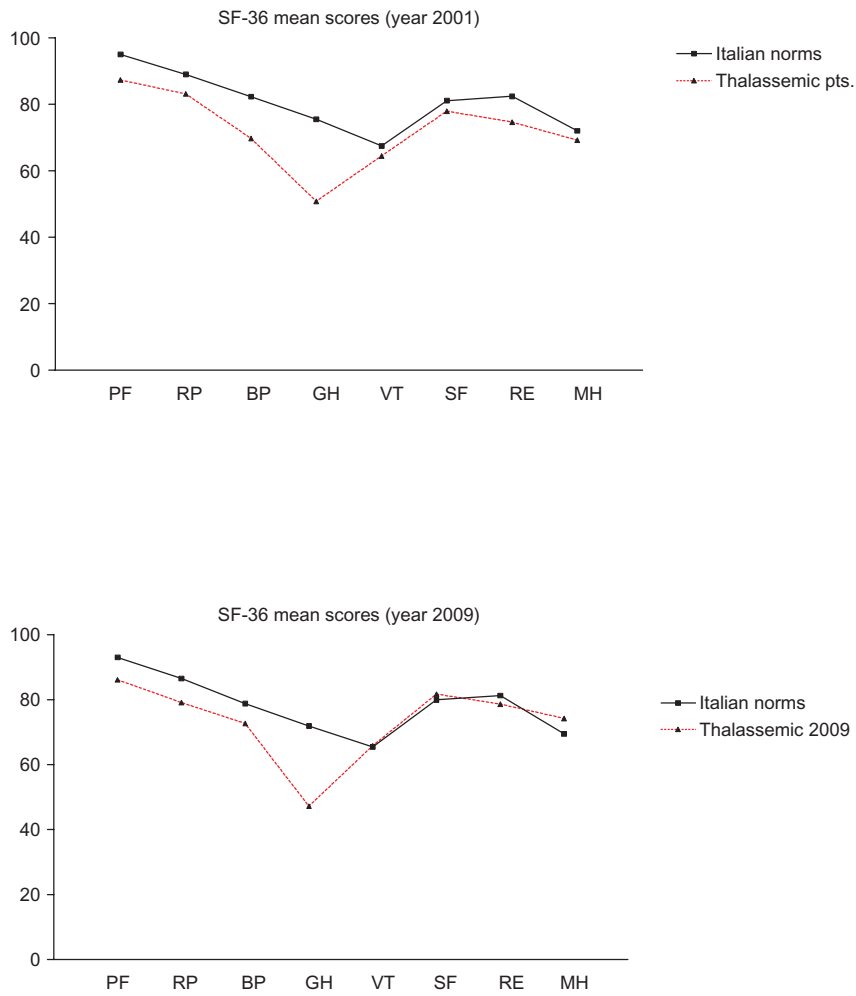 SF-36 mean scores (year 2001)
100
80
60
40
20
0
PF RP BP GH VT SF RE MH
Italian norms
Thalassemic pts.
SF-36 mean scores (year 2009)
100
80
60
40
20
0
PF RP BP GH VT SF RE MH
Italian norms
Thalassemic 2009